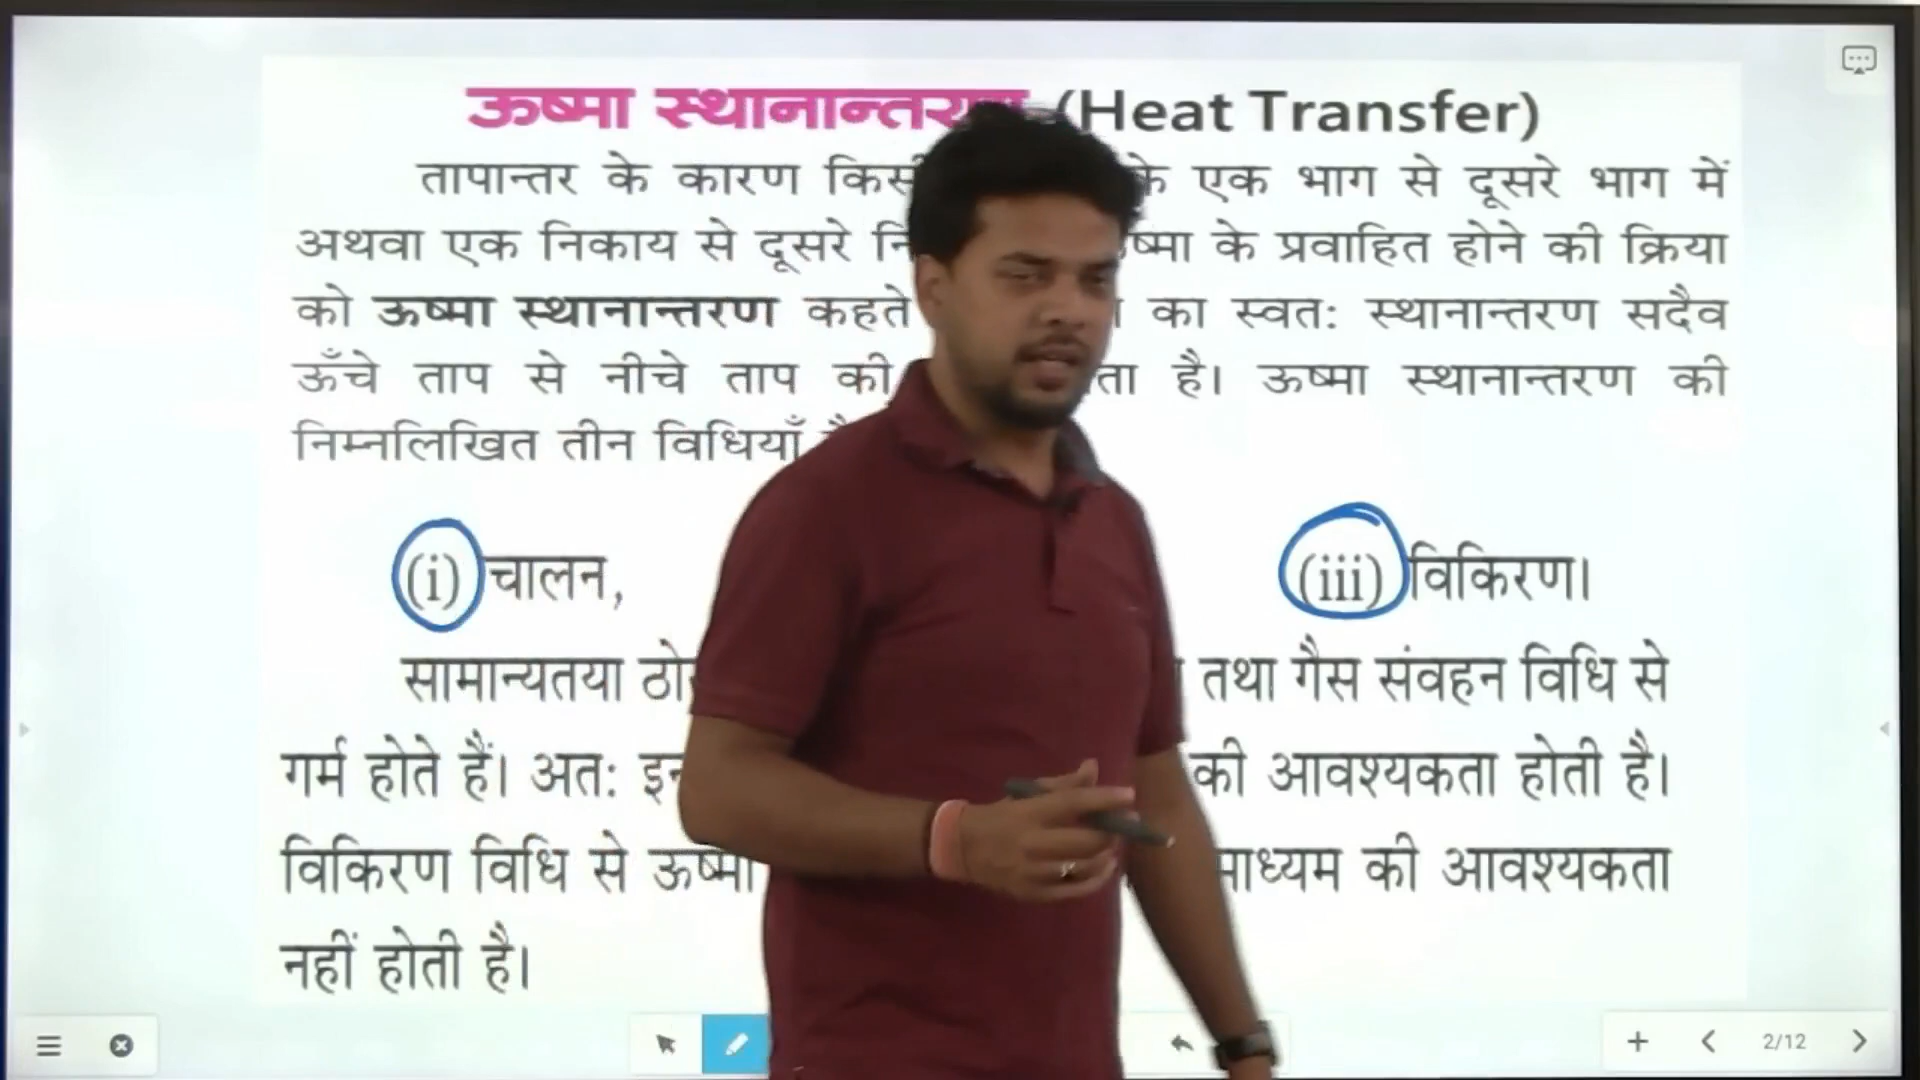 ऊष्मा स्थानान्तरण (Heat Transfer)
तापान्तर के कारण किसी के एक भाग से दूसरे भाग में
अथवा एक निकाय से दूसरे ऊष्मा के प्रवाहित होने की क्रिया
को ऊष्मा स्थानान्तरण कहते का स्वतः स्थानान्तरण सदैव
ऊँचे ताप से नीचे ताप की है। ऊष्मा स्थानान्तरण की
निम्नलिखित तीन विधियाँ
(i) चालन, (iii) विकिरण।
सामान्यतया तथा गैस संवहन विधि से
गर्म होते हैं। अतः की आवश्यकता होती है।
विकिरण विधि से ऊष्मा माध्यम की आवश्यकता
नहीं होती है।
2/12